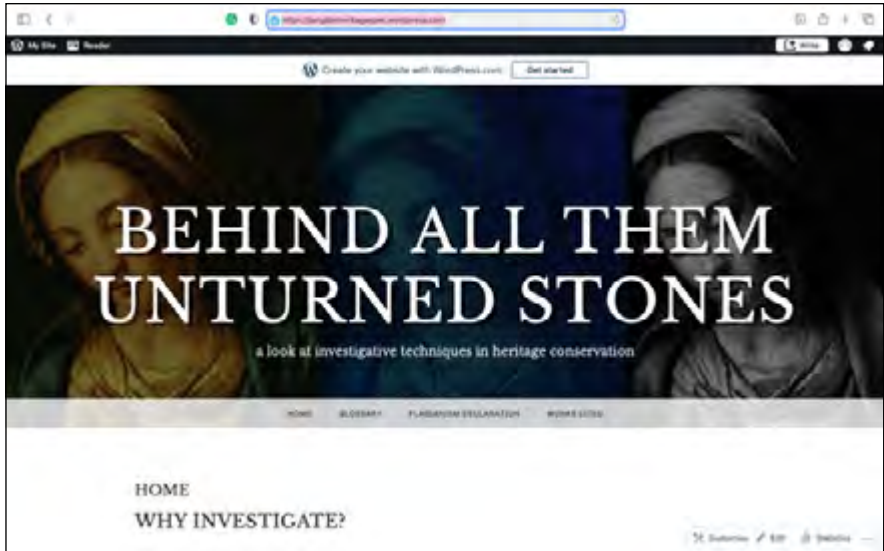 My Site Reader Write
Create your website with WordPress.com Get started
BEHIND ALL THEM
UNTURNED STONES
a look at investigative techniques in heritage conservation
HOME GLOSSARY PLAGIARISM DECLARATION WORKS CITED
HOME
WHY INVESTIGATE?
Customize Edit Statistics